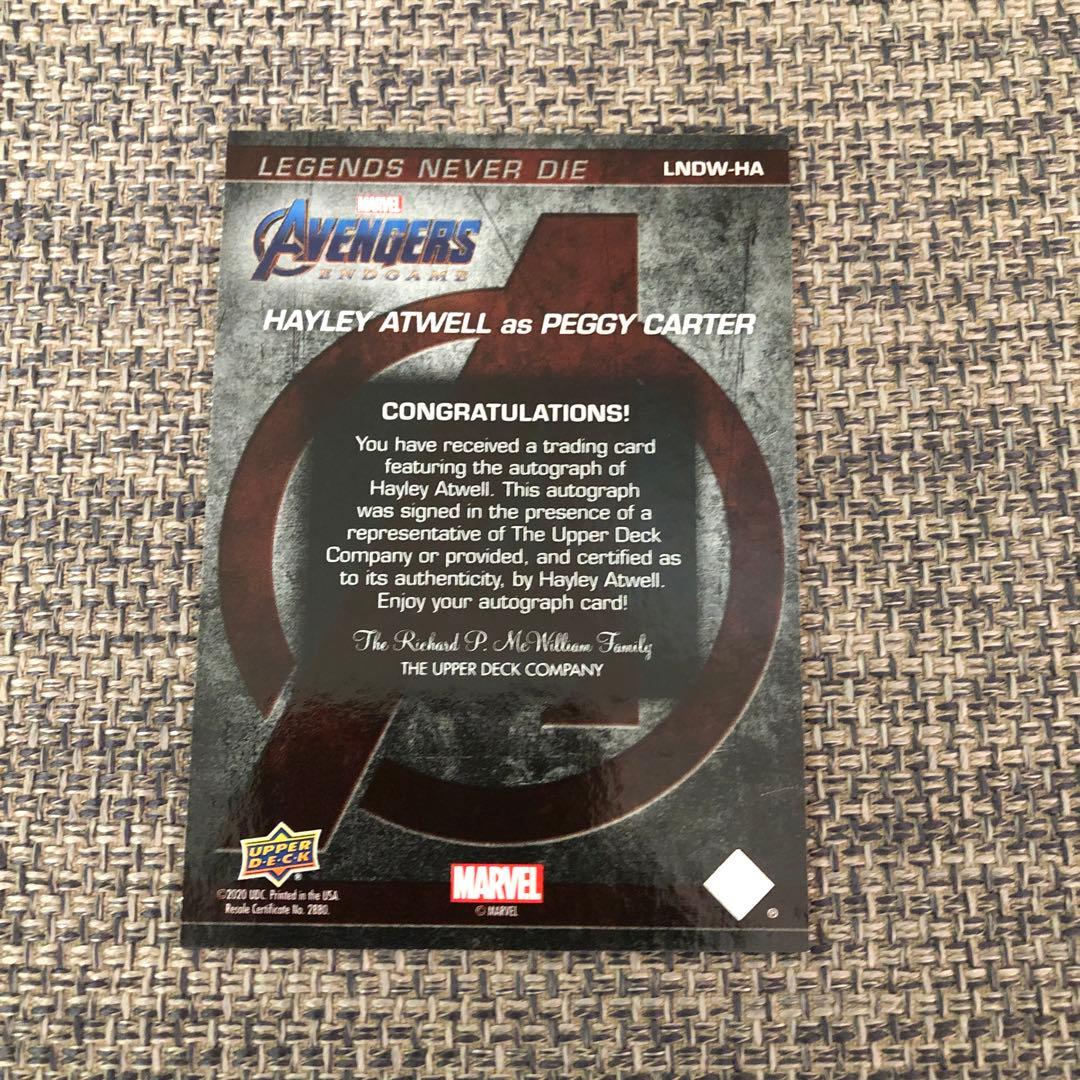 LEGENDS NEVER DIE LNDW-HA
MARVEL
AVENGERS
ENDGAME
HAYLEY ATWELL as PEGGY CARTER
CONGRATULATIONS!
You have received a trading card
featuring the autograph of
Hayley Atwell. This autograph
was signed in the presence of a
representative of The Upper Deck
Company or provided, and certified as
to its authenticity, by Hayley Atwell.
Enjoy your autograph card!
The Richard P. McWilliam Family
THE UPPER DECK COMPANY
UPPER
D·E·C·K
®
©2020 UDC. Printed in the USA.
Resale Certificate No. 2880.
MARVEL
© MARVEL
®